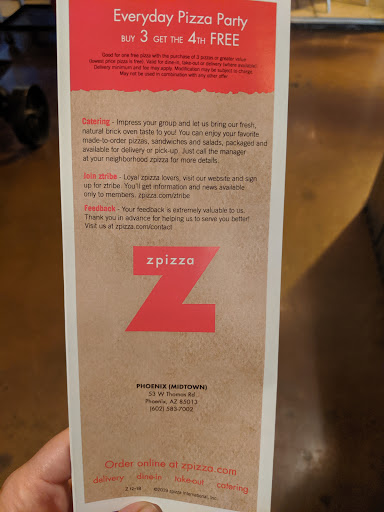 Everyday Pizza Party
BUY 3 GET THE 4TH FREE
Good for one free pizza with the purchase of 3 pizzas of greater value
(lowest price pizza is free). Valid for dine-in, take-out or delivery (where available).
Delivery minimum and fee may apply. Modification may be subject to charge.
May not be used in combination with any other offer.
Catering - Impress your group and let us bring our fresh,
natural brick oven taste to you! You can enjoy your favorite
made-to-order pizzas, sandwiches and salads, packaged and
available for delivery or pick-up. Just call the manager
at your neighborhood zpizza for more details.
Join ztribe - Loyal zpizza lovers, visit our website and sign
up for ztribe. You'll get information and news available
only to members. zpizza.com/ztribe
Feedback - Your feedback is extremely valuable to us.
Thank you in advance for helping us to serve you better!
Visit us at zpizza.com/contact
zpizza
Z
PHOENIX (MIDTOWN)
53 W Thomas Rd
Phoenix, AZ 85013
(602) 583-7002
Order online at zpizza.com
delivery · dine-in · take-out · catering
zpizza International, Inc.